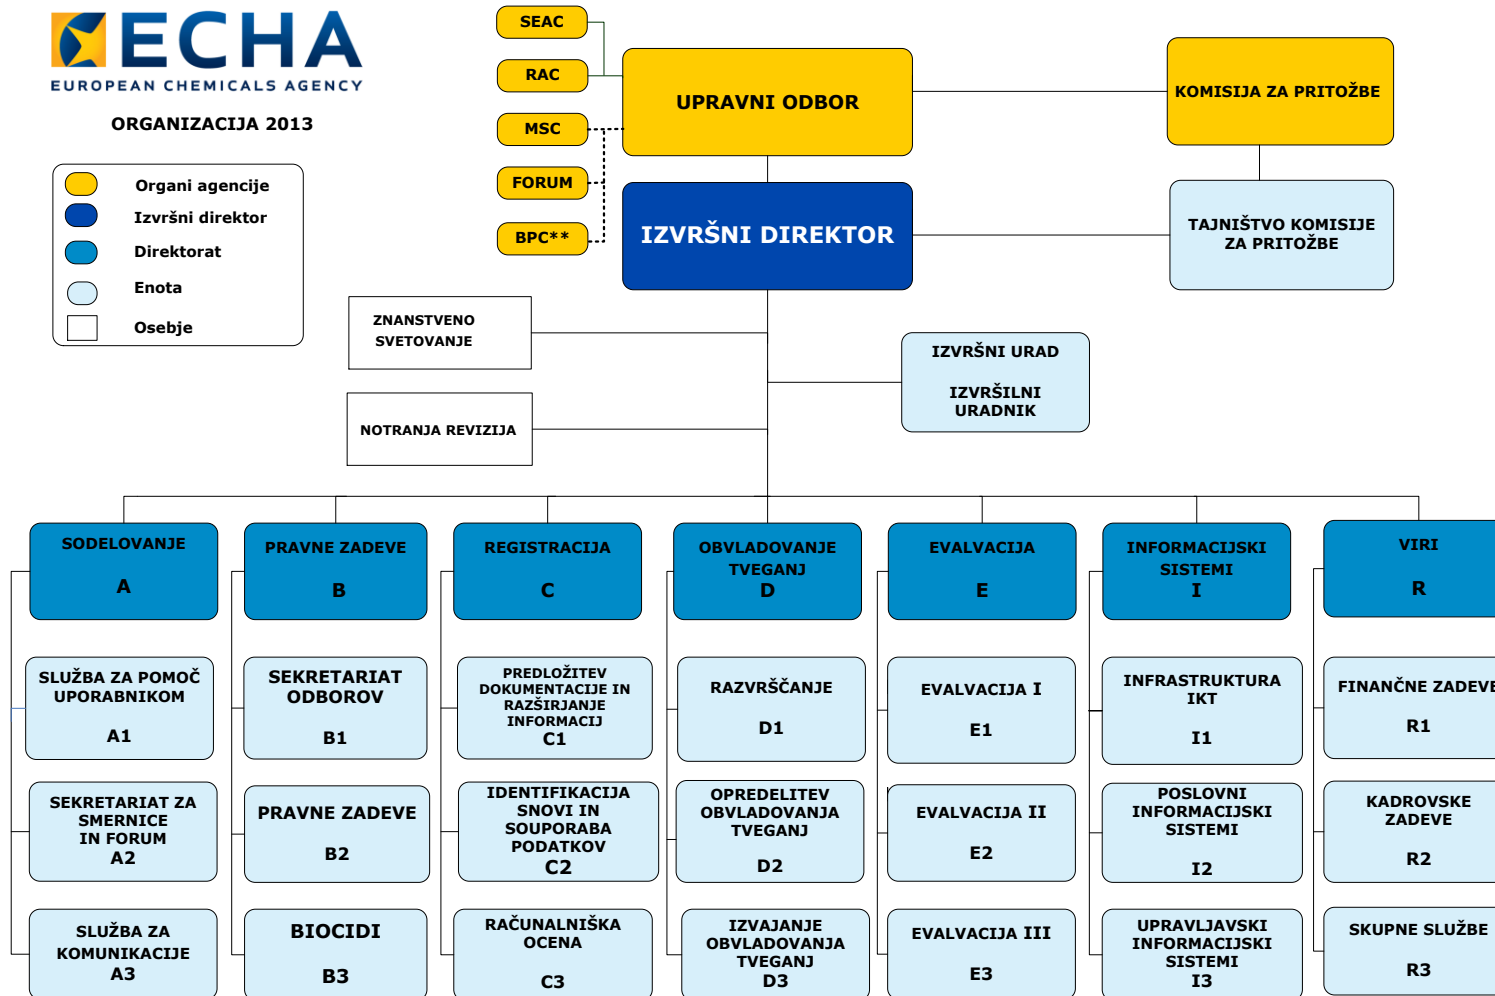 ECHA
EUROPEAN CHEMICALS AGENCY
ORGANIZACIJA 2013
Organi agencije
Izvršni direktor
Direktorat
Enota
Osebje
SEAC
RAC
MSC
FORUM
BPC**
UPRAVNI ODBOR
KOMISIJA ZA PRITOŽBE
IZVRŠNI DIREKTOR
TAJNIŠTVO KOMISIJE
ZA PRITOŽBE
ZNANSTVENO
SVETOVANJE
IZVRŠNI URAD
IZVRŠILNI
URADNIK
NOTRANJA REVIZIJA
SODELOVANJE
A
PRAVNE ZADEVE
B
REGISTRACIJA
C
OBVLADOVANJE
TVEGANJ
D
EVALVACIJA
E
INFORMACIJSKI
SISTEMI
I
VIRI
R
SLUŽBA ZA POMOČ
UPORABNIKOM
A1
SEKRETARIAT
ODBOROV
B1
PREDLOŽITEV
DOKUMENTACIJE IN
RAZŠIRJANJE
INFORMACIJ
C1
RAZVRŠČANJE
D1
EVALVACIJA I
E1
INFRASTRUKTURA
IKT
I1
FINANČNE ZADEVE
R1
SEKRETARIAT ZA
SMERNICE
IN FORUM
A2
PRAVNE ZADEVE
B2
IDENTIFIKACIJA
SNOVI IN
SOUPORABA
PODATKOV
C2
OPREDELITEV
OBVLADOVANJA
TVEGANJ
D2
EVALVACIJA II
E2
POSLOVNI
INFORMACIJSKI
SISTEMI
I2
KADROVSKE
ZADEVE
R2
SLUŽBA ZA
KOMUNIKACIJE
A3
BIOCIDI
B3
RAČUNALNIŠKA
OCENA
C3
IZVAJANJE
OBVLADOVANJA
TVEGANJ
D3
EVALVACIJA III
E3
UPRAVLJAVSKI
INFORMACIJSKI
SISTEMI
I3
SKUPNE SLUŽBE
R3